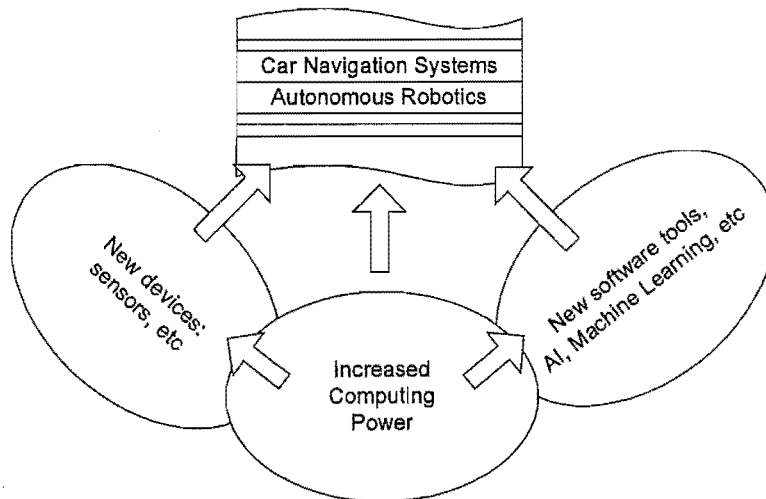 Car Navigation Systems
Autonomous Robotics
New devices:
sensors, etc
Increased
Computing
Power
New software tools,
AI, Machine Learning, etc